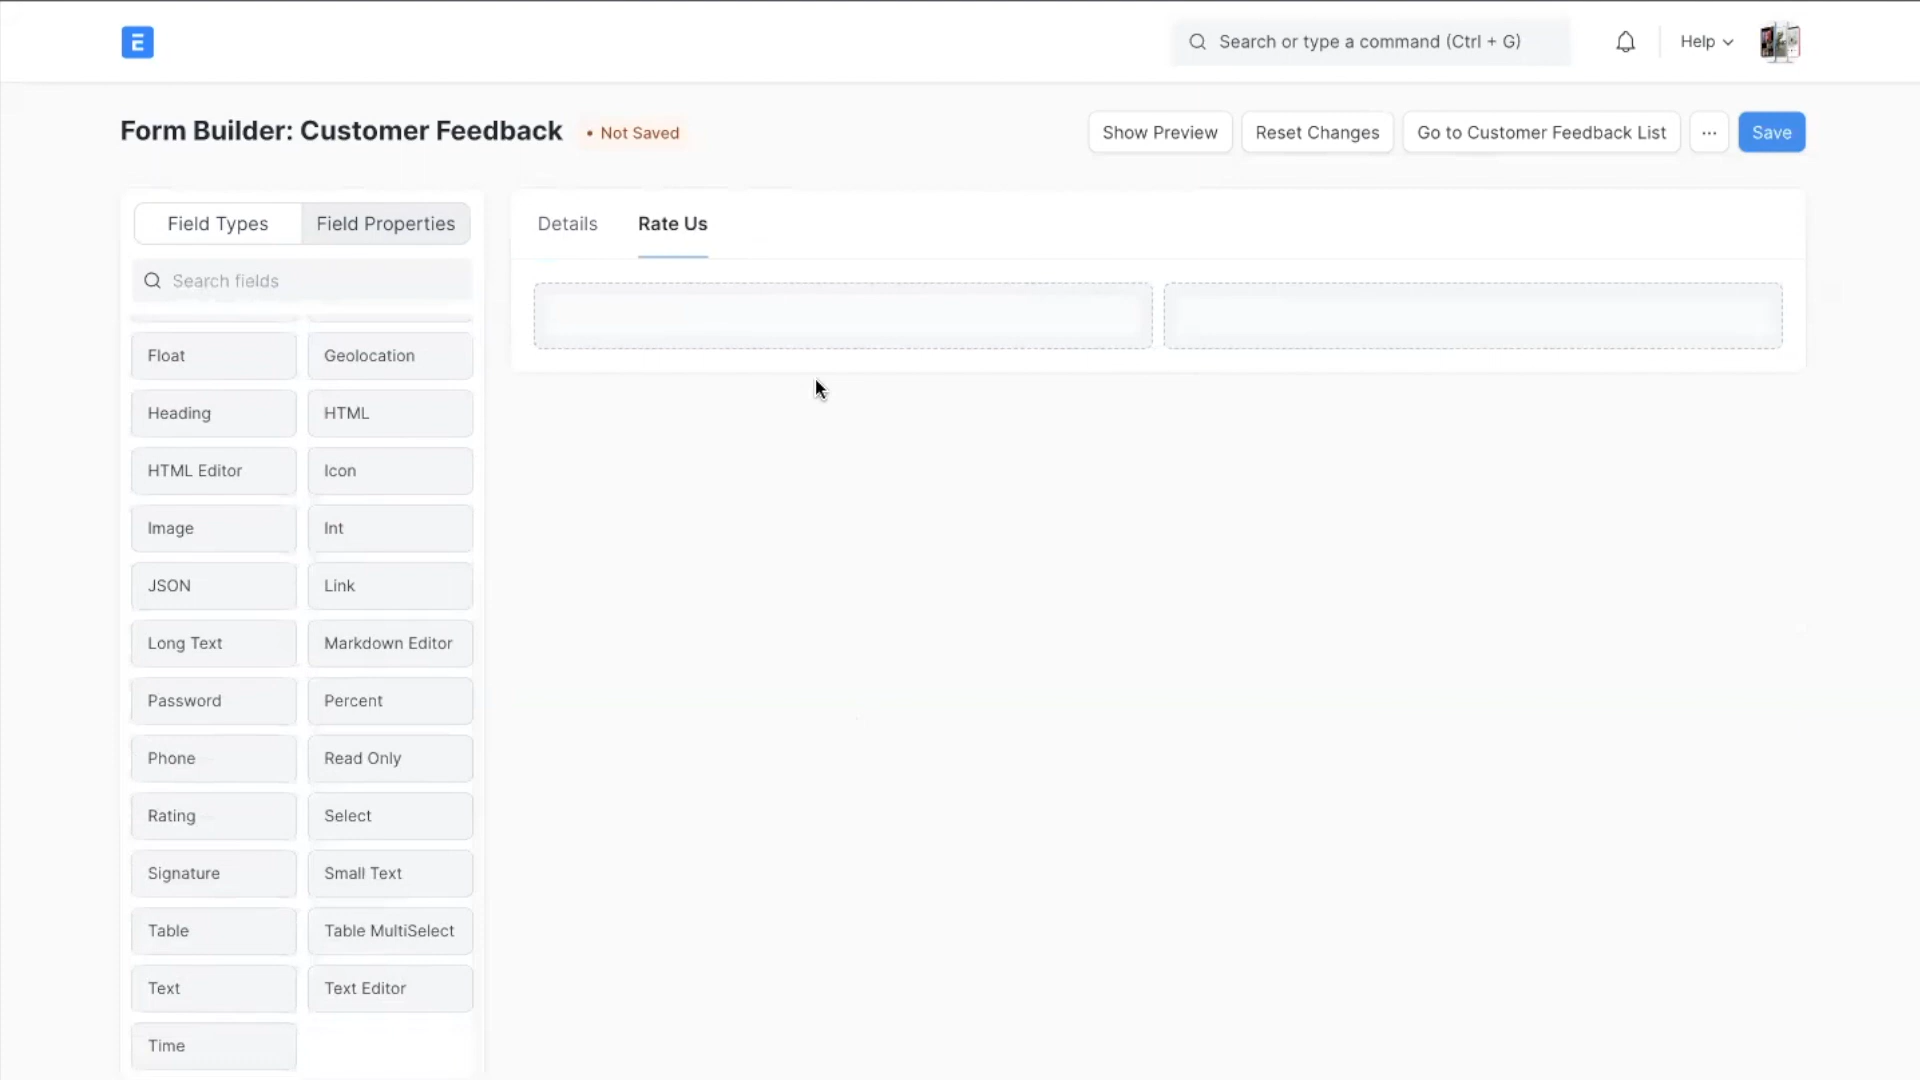 E
Search or type a command (Ctrl + G)
Help
Form Builder: Customer Feedback
• Not Saved
Show Preview
Reset Changes
Go to Customer Feedback List
...
Save
Field Types
Field Properties
Search fields
Float
Geolocation
Heading
HTML
HTML Editor
Icon
Image
Int
JSON
Link
Long Text
Markdown Editor
Password
Percent
Phone
Read Only
Rating
Select
Signature
Small Text
Table
Table MultiSelect
Text
Text Editor
Time
Details
Rate Us